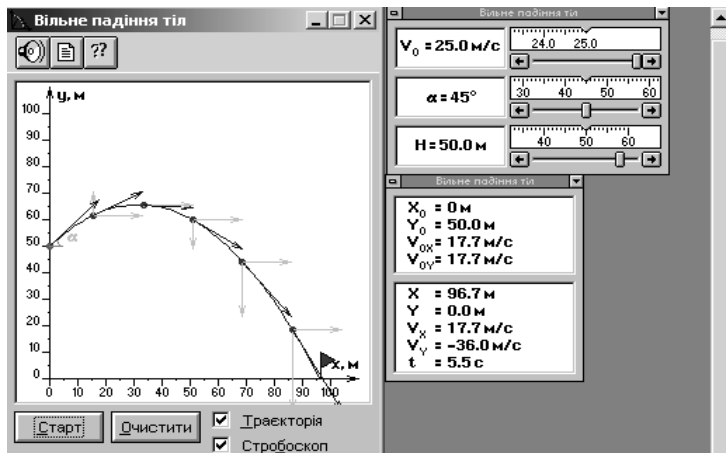 Вільне падіння тіл
??
y, м
100
90
80
70
60
50
40
30
20
10
0
α
x, м
0 10 20 30 40 50 60 70 80 90 100
Старт
Очистити
Траєкторія
Стробоскоп
Вільне падіння тіл
V₀ = 25.0 м/с
24.0 25.0
α = 45°
30 40 50 60
H = 50.0 м
40 50 60
Вільне падіння тіл
X₀ = 0 м
Y₀ = 50.0 м
V₀X = 17.7 м/с
V₀Y = 17.7 м/с
X = 96.7 м
Y = 0.0 м
VX = 17.7 м/с
VY = -36.0 м/с
t = 5.5 с